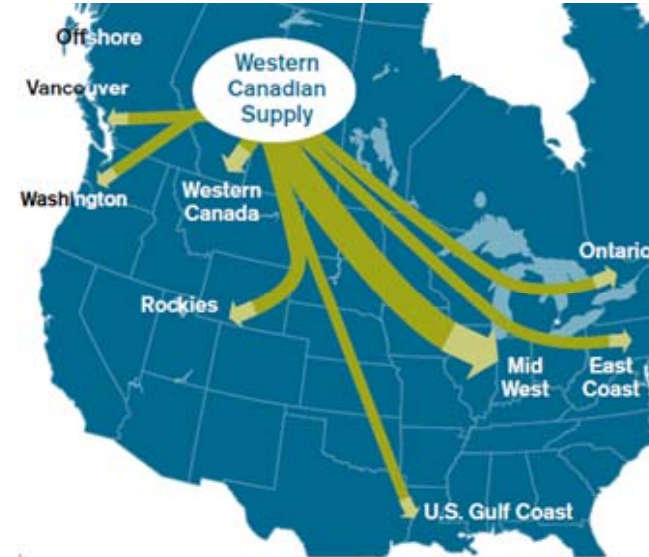 Offshore
Western
Canadian
Supply
Vancouver
Washington
Western
Canada
Ontario
Rockies
Mid
West
East
Coast
U.S. Gulf Coast